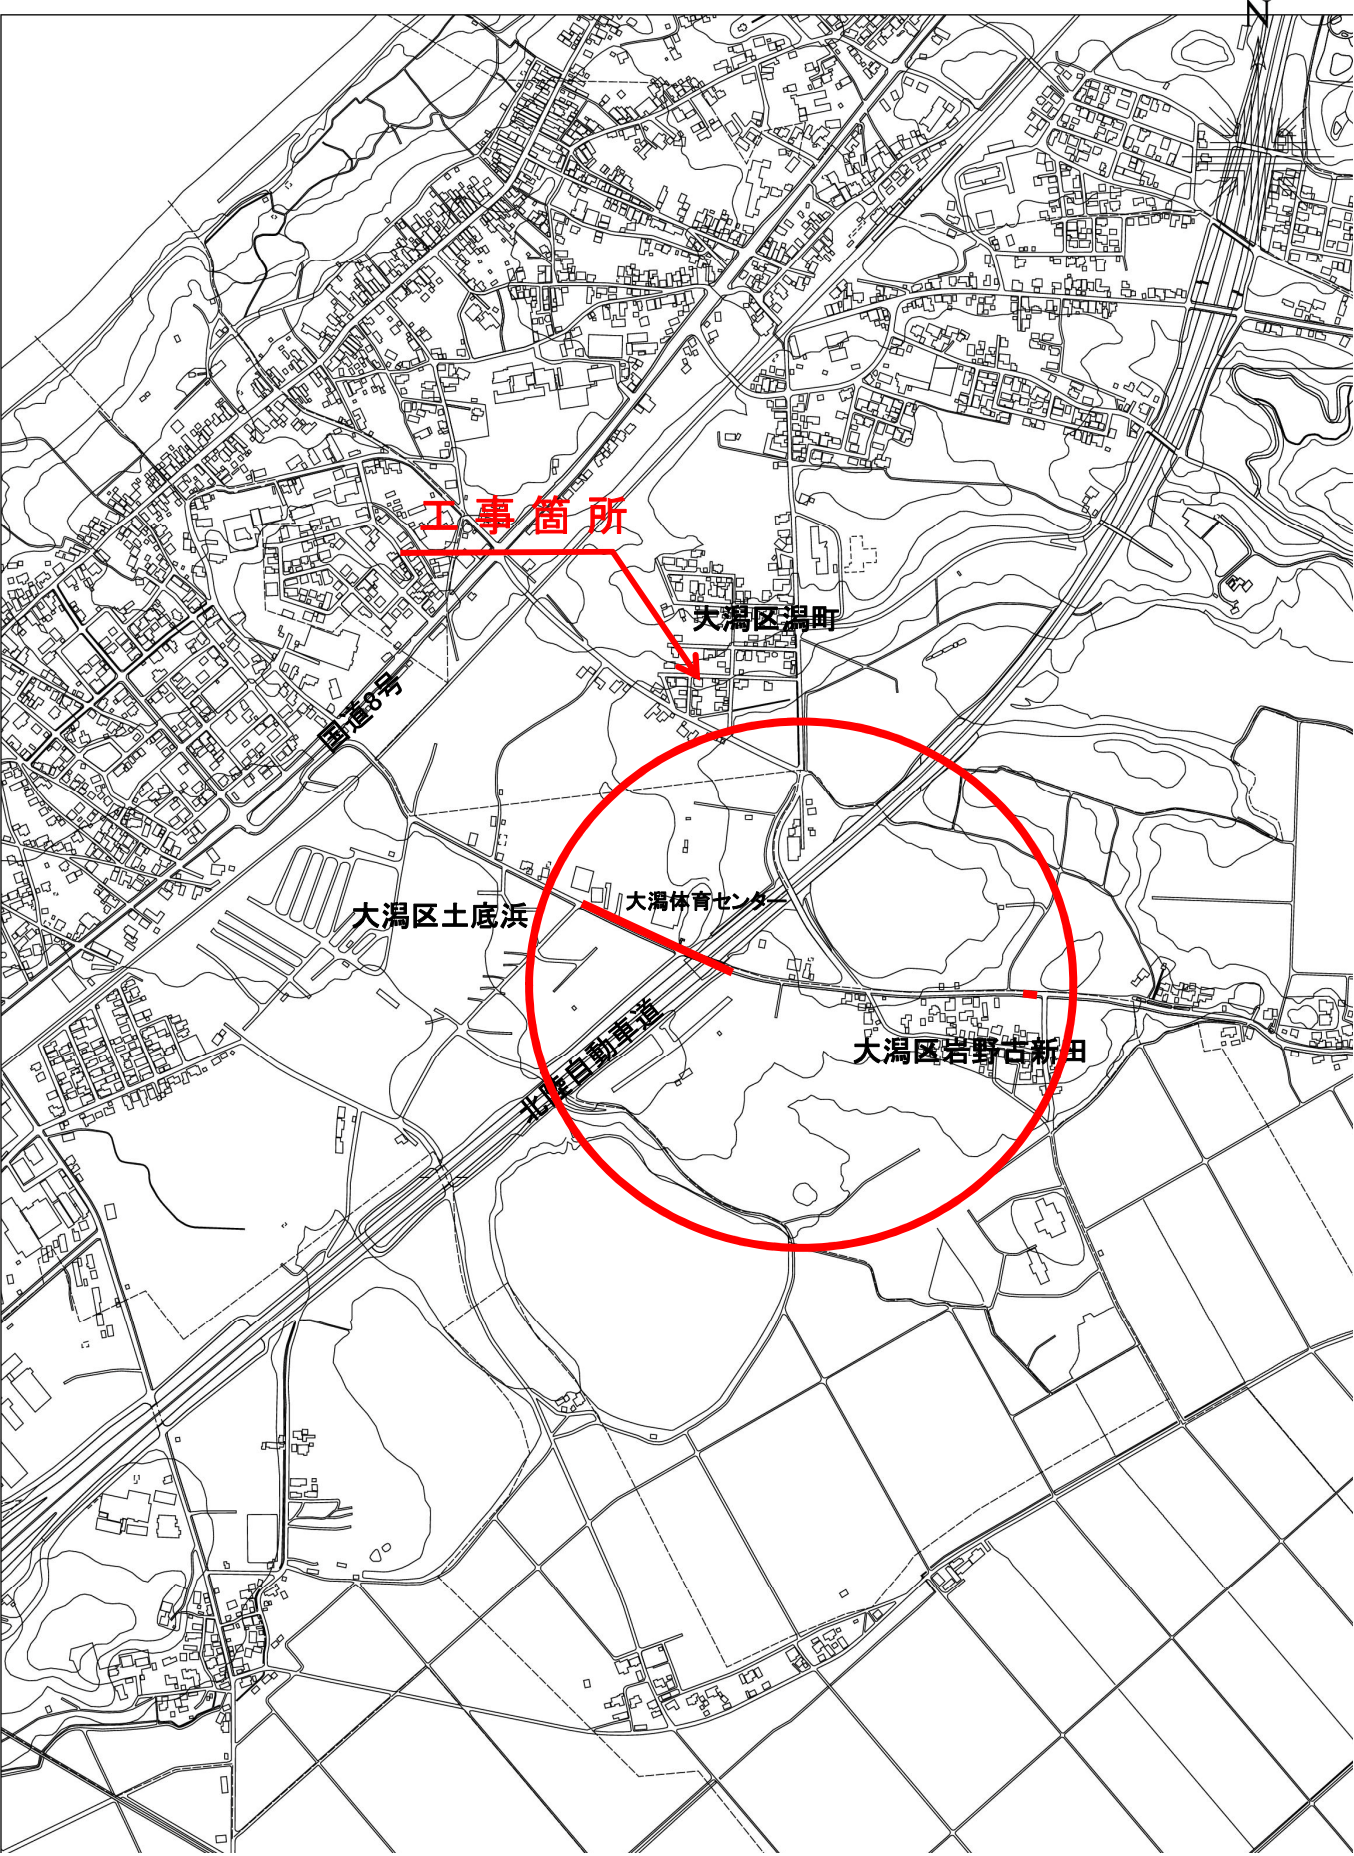 N
工事箇所
大潟区潟町
国道8号
大潟体育センター
大潟区土底浜
北陸自動車道
大潟区岩野古新田